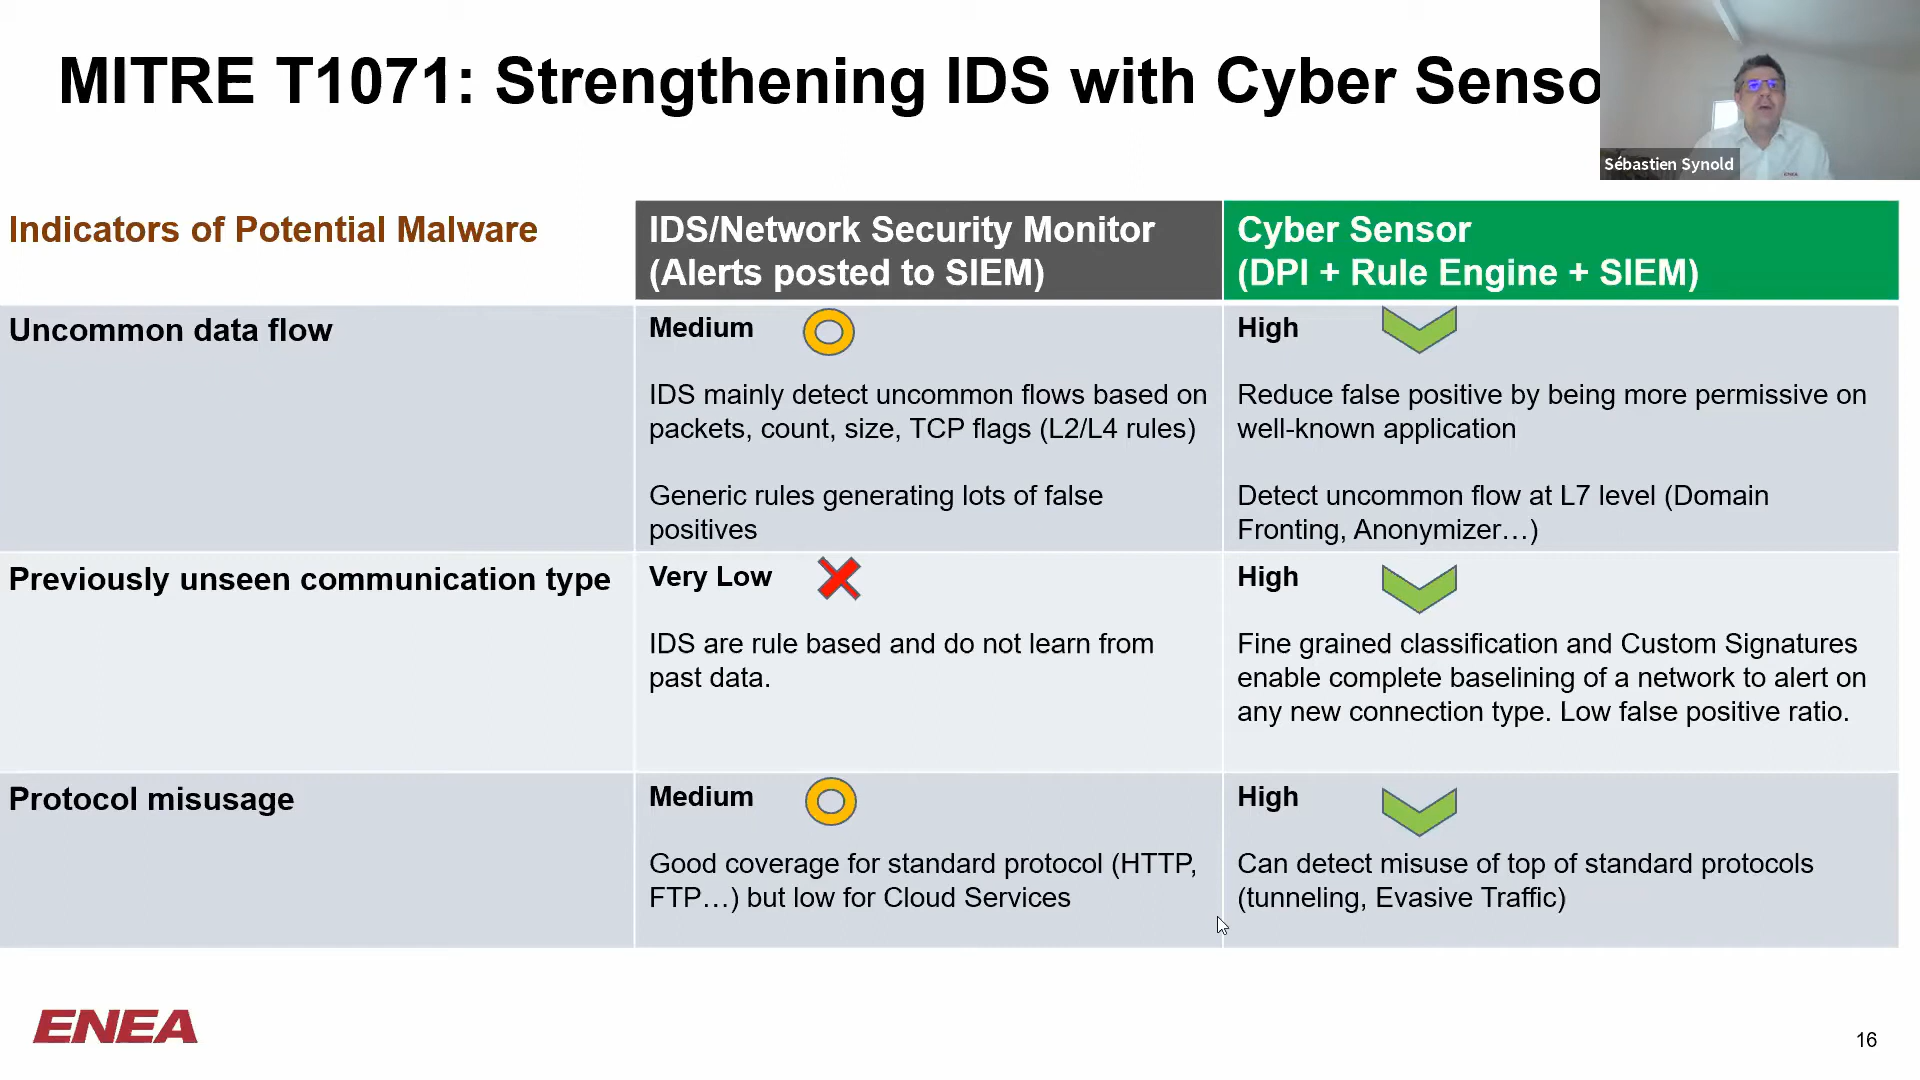 MITRE T1071: Strengthening IDS with Cyber Senso
Sébastien Synold
ENEA
Indicators of Potential Malware
IDS/Network Security Monitor
(Alerts posted to SIEM)
Cyber Sensor
(DPI + Rule Engine + SIEM)
Uncommon data flow
Medium
IDS mainly detect uncommon flows based on
packets, count, size, TCP flags (L2/L4 rules)
Generic rules generating lots of false
positives
High
Reduce false positive by being more permissive on
well-known application
Detect uncommon flow at L7 level (Domain
Fronting, Anonymizer…)
Previously unseen communication type
Very Low
IDS are rule based and do not learn from
past data.
High
Fine grained classification and Custom Signatures
enable complete baselining of a network to alert on
any new connection type. Low false positive ratio.
Protocol misusage
Medium
Good coverage for standard protocol (HTTP,
FTP…) but low for Cloud Services
High
Can detect misuse of top of standard protocols
(tunneling, Evasive Traffic)
ENEA
16